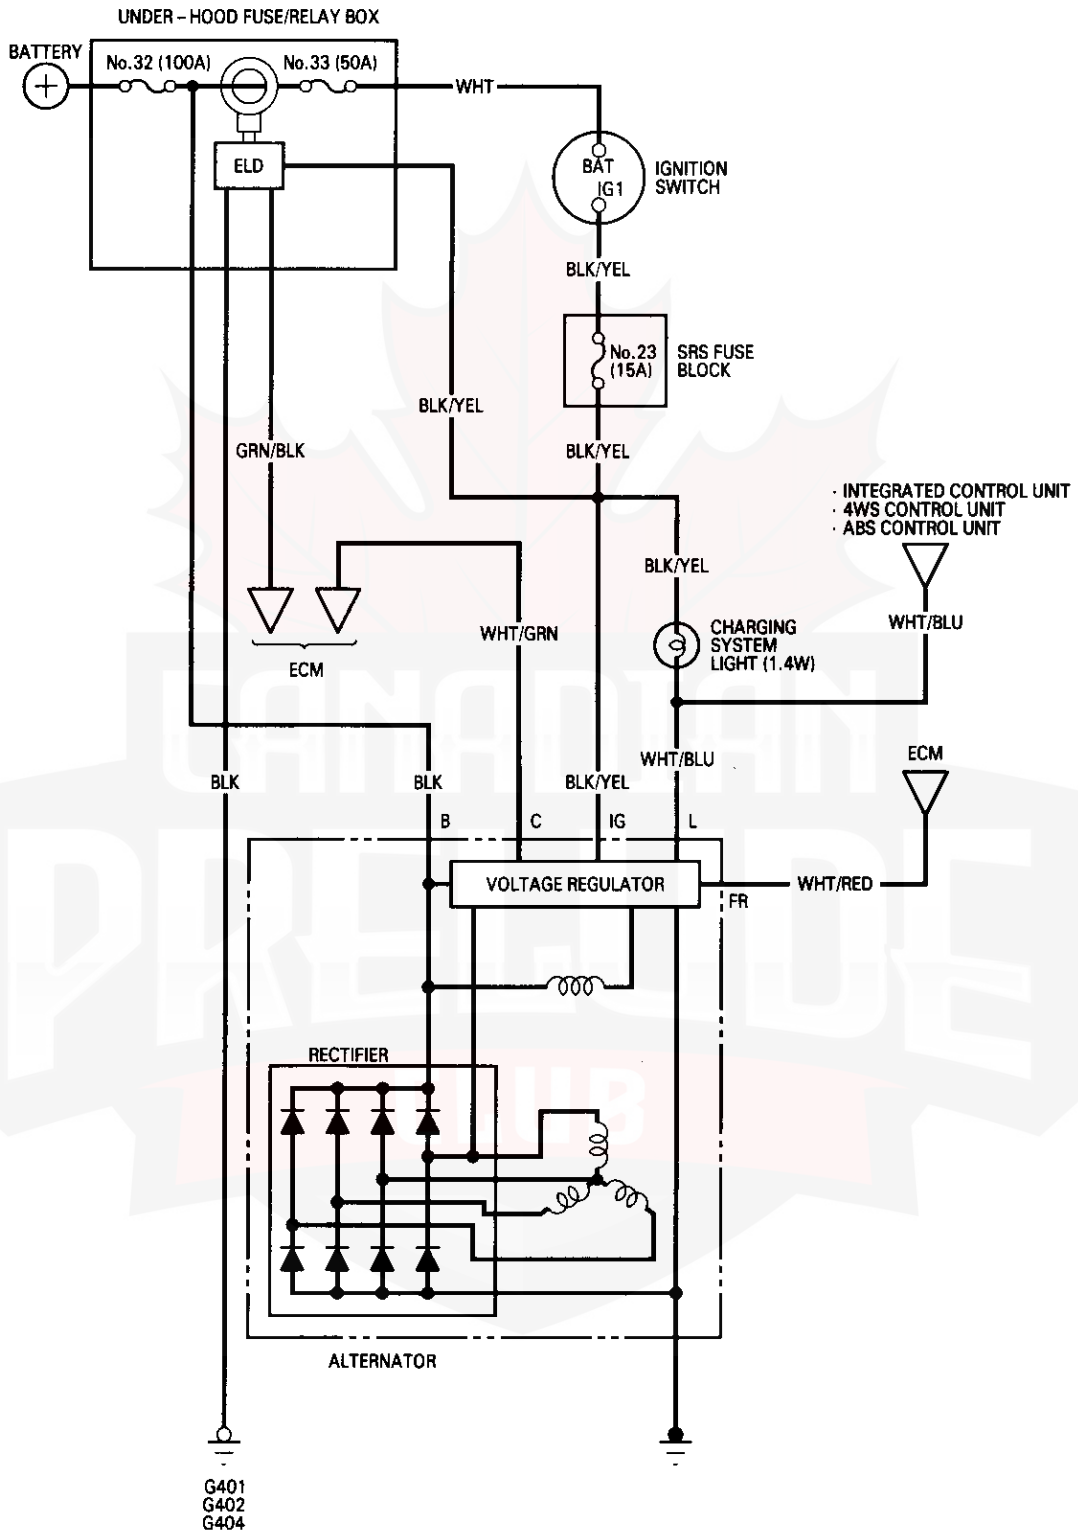 UNDER-HOOD FUSE/RELAY BOX
BATTERY
No.32 (100A)
No.33 (50A)
WHT
ELD
BAT
IG1
IGNITION
SWITCH
BLK/YEL
No.23
(15A)
SRS FUSE
BLOCK
BLK/YEL
GRN/BLK
BLK/YEL
· INTEGRATED CONTROL UNIT
· 4WS CONTROL UNIT
· ABS CONTROL UNIT
BLK/YEL
WHT/BLU
WHT/GRN
CHARGING
SYSTEM
LIGHT (1.4W)
ECM
CANADIAN
WHT/BLU
ECM
BLK
BLK
BLK/YEL
B
C
IG
L
PRELUDE
VOLTAGE REGULATOR
WHT/RED
FR
RECTIFIER
CLUB
ALTERNATOR
G401
G402
G404